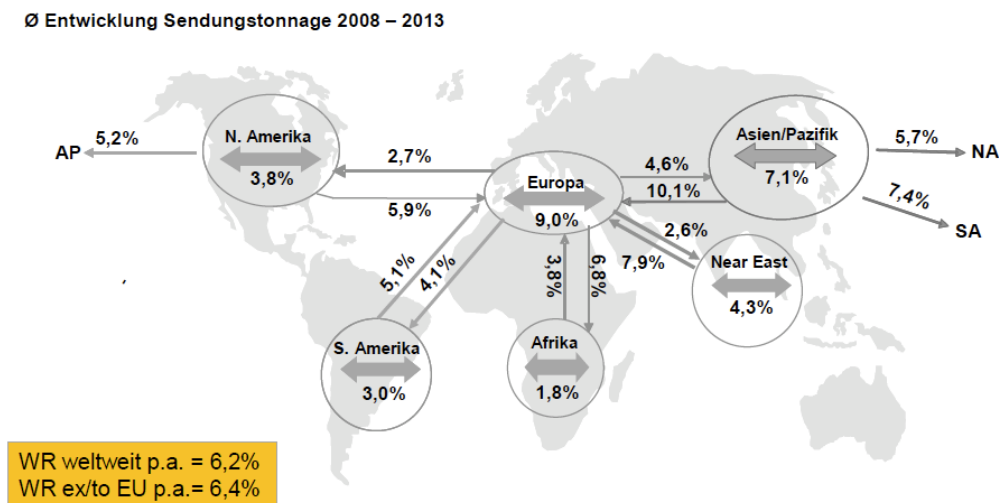 Ø Entwicklung Sendungstonnage 2008 – 2013
AP
5,2%
N. Amerika
3,8%
2,7%
5,9%
Europa
9,0%
4,6%
10,1%
Asien/Pazifik
7,1%
5,7%
NA
7,4%
SA
2,6%
7,9%
Near East
4,3%
5,1%
4,1%
3,8%
6,8%
S. Amerika
3,0%
Afrika
1,8%
WR weltweit p.a. = 6,2%
WR ex/to EU p.a.= 6,4%